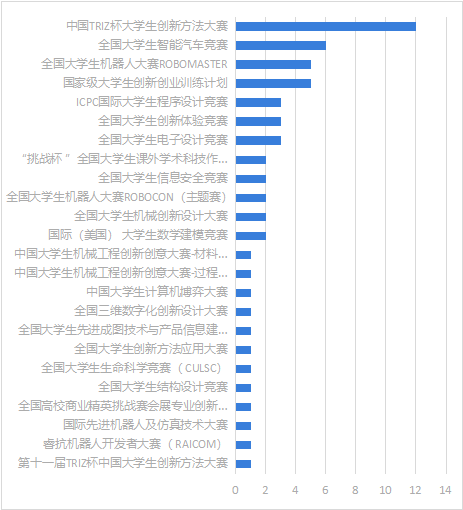 中国TRIZ杯大学生创新方法大赛
全国大学生智能汽车竞赛
全国大学生机器人大赛ROBOMASTER
国家级大学生创新创业训练计划
ICPC国际大学生程序设计竞赛
全国大学生创新体验竞赛
全国大学生电子设计竞赛
“挑战杯 ”全国大学生课外学术科技作...
全国大学生信息安全竞赛
全国大学生机器人大赛ROBOCON（主题赛）
全国大学生机械创新设计大赛
国际（美国） 大学生数学建模竞赛
中国大学生机械工程创新创意大赛-材料...
中国大学生机械工程创新创意大赛-过程...
中国大学生计算机博弈大赛
全国三维数字化创新设计大赛
全国大学生先进成图技术与产品信息建...
全国大学生创新方法应用大赛
全国大学生生命科学竞赛（ CULSC）
全国大学生结构设计竞赛
全国高校商业精英挑战赛会展专业创新...
国际先进机器人及仿真技术大赛
睿抗机器人开发者大赛（ RAICOM）
第十一届TRIZ杯中国大学生创新方法大赛
0 2 4 6 8 10 12 14